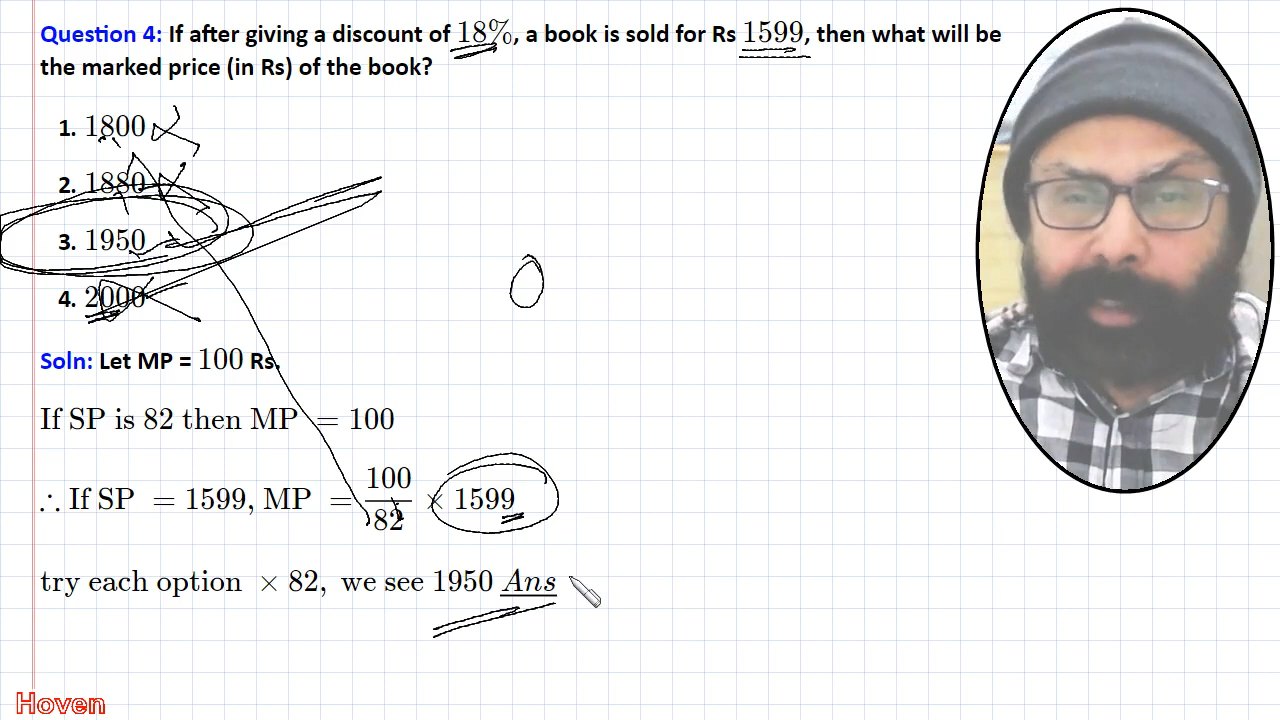 Question 4: If after giving a discount of 18%, a book is sold for Rs 1599, then what will be
the marked price (in Rs) of the book?
1. 1800
2. 1880
3. 1950
4. 2000
Soln: Let MP = 100 Rs.
If SP is 82 then MP = 100
∴ If SP = 1599, MP = 100/82 × 1599
try each option × 82, we see 1950 Ans
Hoven